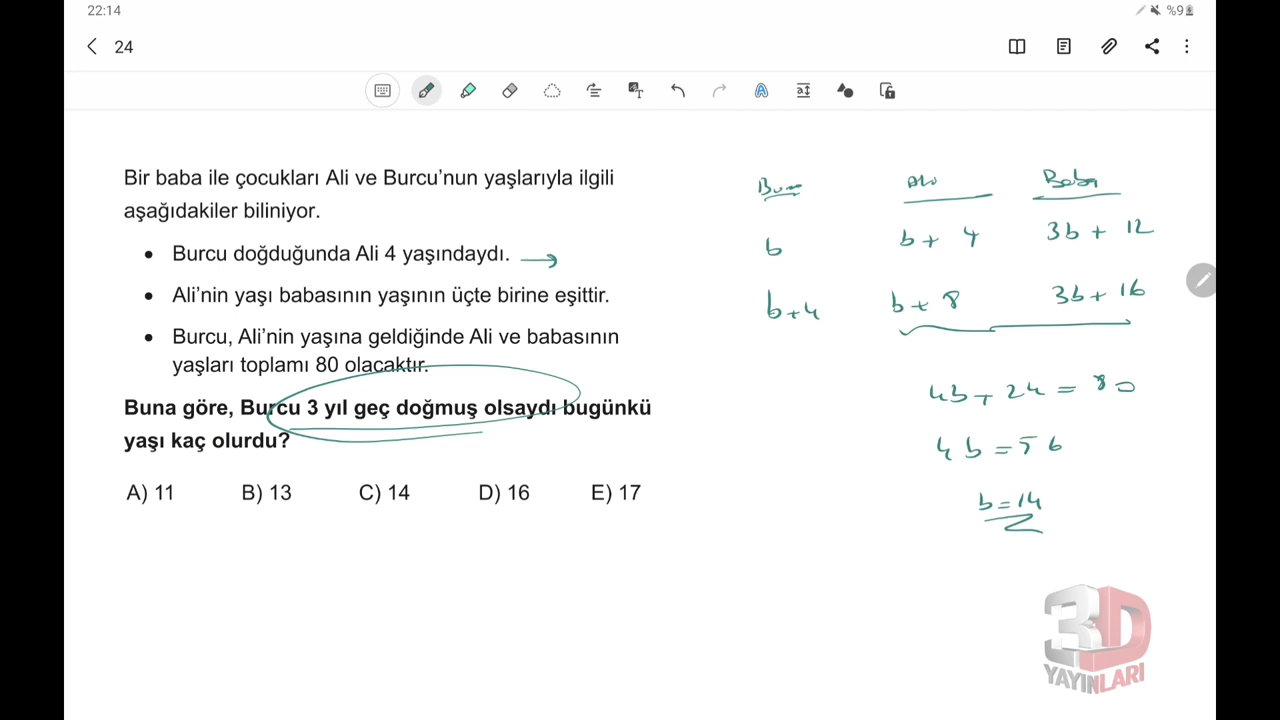 22:14
%9
24
Bir baba ile çocukları Ali ve Burcu'nun yaşlarıyla ilgili
aşağıdakiler biliniyor.
• Burcu doğduğunda Ali 4 yaşındaydı.
• Ali'nin yaşı babasının yaşının üçte birine eşittir.
• Burcu, Ali'nin yaşına geldiğinde Ali ve babasının
yaşları toplamı 80 olacaktır.
Buna göre, Burcu 3 yıl geç doğmuş olsaydı bugünkü
yaşı kaç olurdu?
A) 11 B) 13 C) 14 D) 16 E) 17
Ali Baba
b b + 4 3b + 12
b+4 b+8 3b+16
4b+24 = 80
4b=56
b=14
3D
YAYINLARI